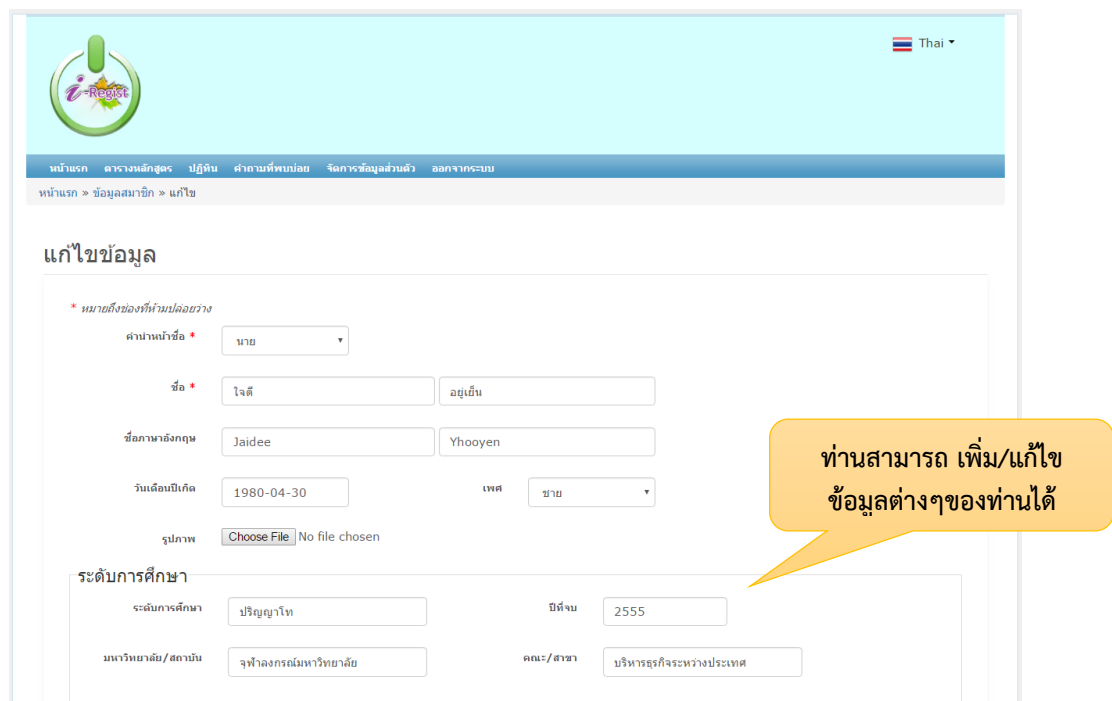 Thai
i-Regist
หน้าแรก ตารางหลักสูตร ปฏิทิน คำถามที่พบบ่อย จัดการข้อมูลส่วนตัว ออกจากระบบ
หน้าแรก » ข้อมูลสมาชิก » แก้ไข
แก้ไขข้อมูล
* หมายถึงช่องที่ห้ามปล่อยว่าง
คำนำหน้าชื่อ * นาย
ชื่อ * ใจดี อยู่เย็น
ชื่อภาษาอังกฤษ Jaidee Yhooyen
วันเดือนปีเกิด 1980-04-30 เพศ ชาย
รูปภาพ Choose File No file chosen
ท่านสามารถ เพิ่ม/แก้ไข
ข้อมูลต่างๆของท่านได้
ระดับการศึกษา
ระดับการศึกษา ปริญญาโท ปีที่จบ 2555
มหาวิทยาลัย/สถาบัน จุฬาลงกรณ์มหาวิทยาลัย คณะ/สาขา บริหารธุรกิจระหว่างประเทศ